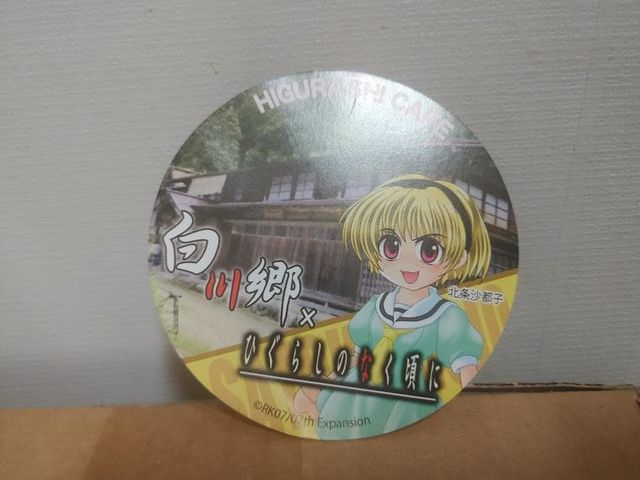 HIGURASHI CAFE
白川郷×
ひぐらしのなく頃に
北条沙都子
©RK07/07th Expansion